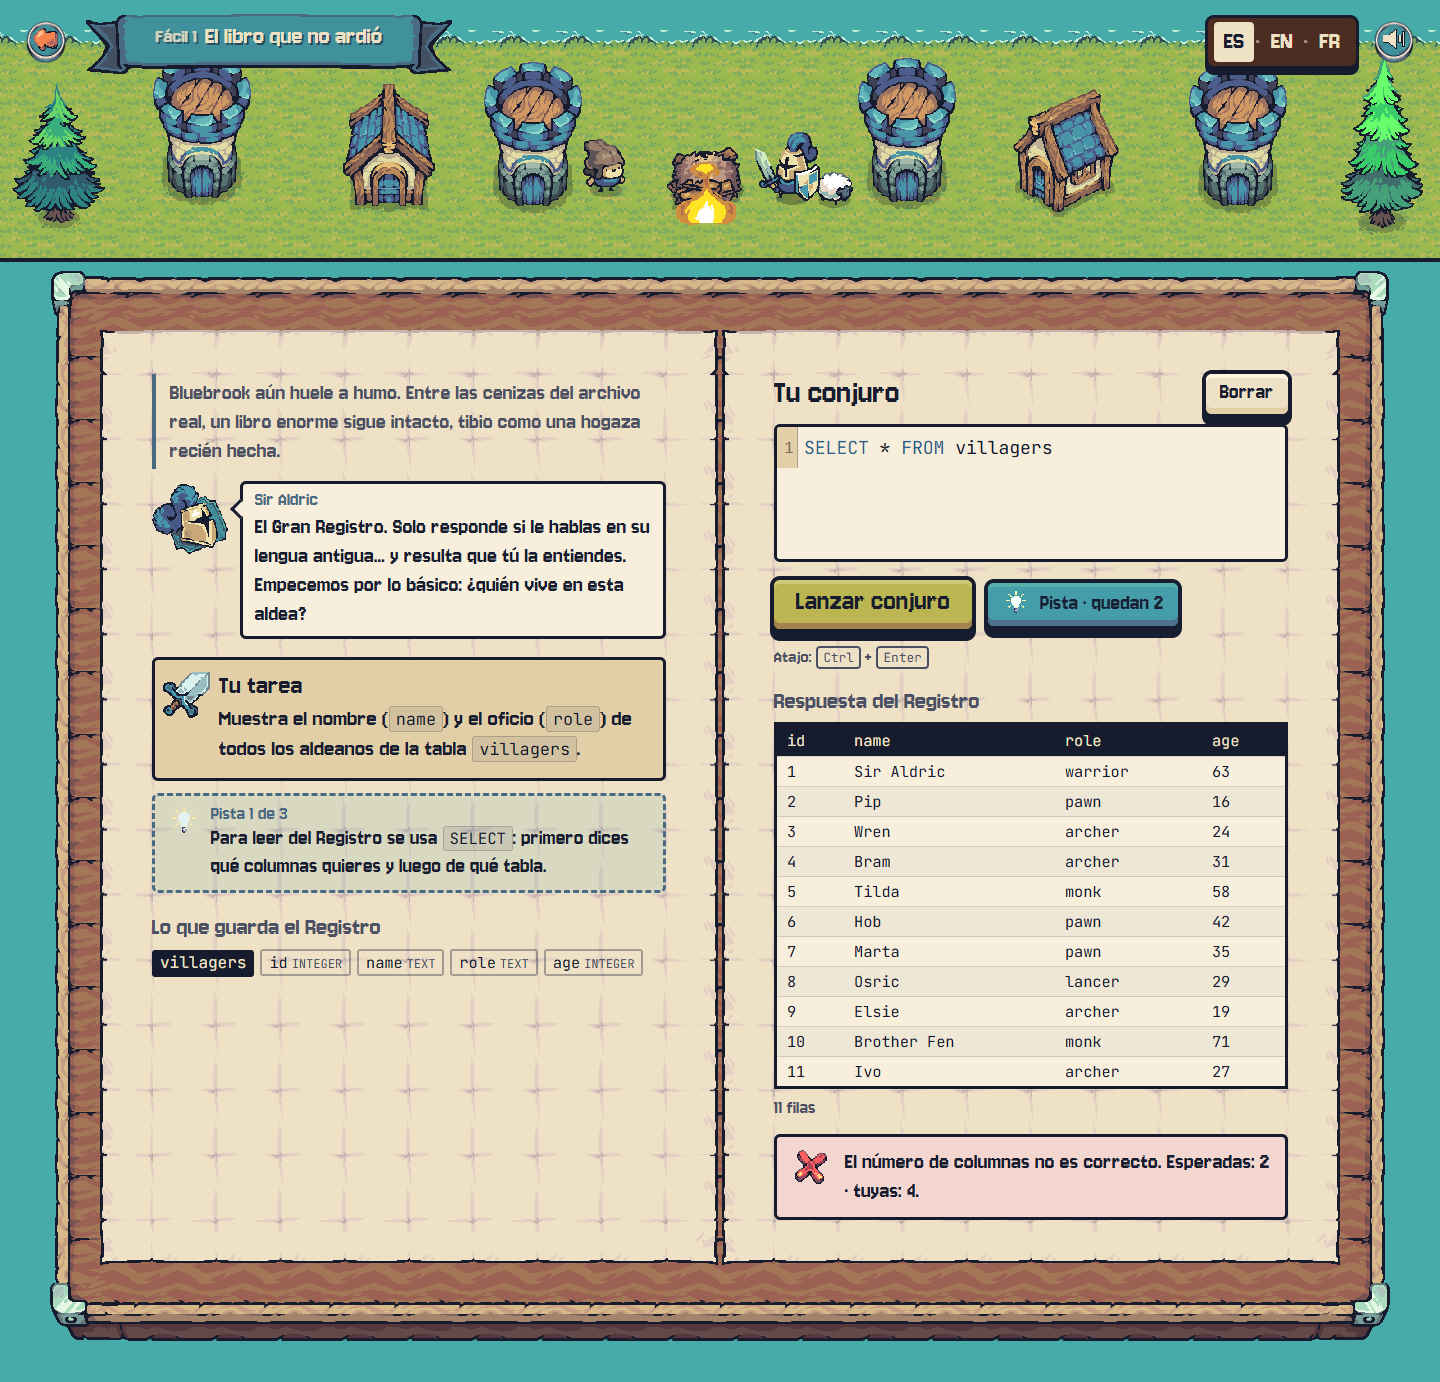 Fácil 1 El libro que no ardió
ES · EN · FR
Bluebrook aún huele a humo. Entre las cenizas del archivo
real, un libro enorme sigue intacto, tibio como una hogaza
recién hecha.
Sir Aldric
El Gran Registro. Solo responde si le hablas en su
lengua antigua... y resulta que tú la entiendes.
Empecemos por lo básico: ¿quién vive en esta
aldea?
Tu tarea
Muestra el nombre (name) y el oficio (role) de
todos los aldeanos de la tabla villagers.
Pista 1 de 3
Para leer del Registro se usa SELECT: primero dices
qué columnas quieres y luego de qué tabla.
Lo que guarda el Registro
villagers id INTEGER name TEXT role TEXT age INTEGER
Tu conjuro
Borrar
1 SELECT * FROM villagers
Lanzar conjuro
Pista · quedan 2
Atajo: Ctrl + Enter
Respuesta del Registro
id name role age
1 Sir Aldric warrior 63
2 Pip pawn 16
3 Wren archer 24
4 Bram archer 31
5 Tilda monk 58
6 Hob pawn 42
7 Marta pawn 35
8 Osric lancer 29
9 Elsie archer 19
10 Brother Fen monk 71
11 Ivo archer 27
11 filas
El número de columnas no es correcto. Esperadas: 2
· tuyas: 4.